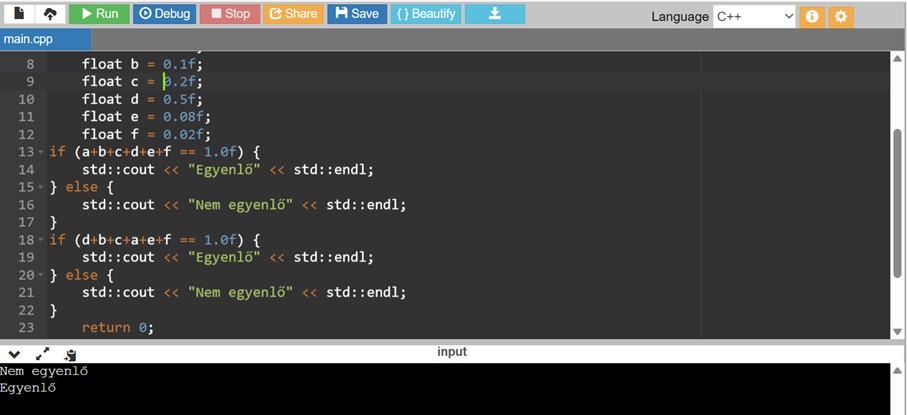 Run Debug Stop Share Save { } Beautify Language C++
main.cpp
8 float b = 0.1f;
9 float c = 0.2f;
10 float d = 0.5f;
11 float e = 0.08f;
12 float f = 0.02f;
13 if (a+b+c+d+e+f == 1.0f) {
14 std::cout << "Egyenlő" << std::endl;
15 } else {
16 std::cout << "Nem egyenlő" << std::endl;
17 }
18 if (d+b+c+a+e+f == 1.0f) {
19 std::cout << "Egyenlő" << std::endl;
20 } else {
21 std::cout << "Nem egyenlő" << std::endl;
22 }
23 return 0;
input
Nem egyenlő
Egyenlő